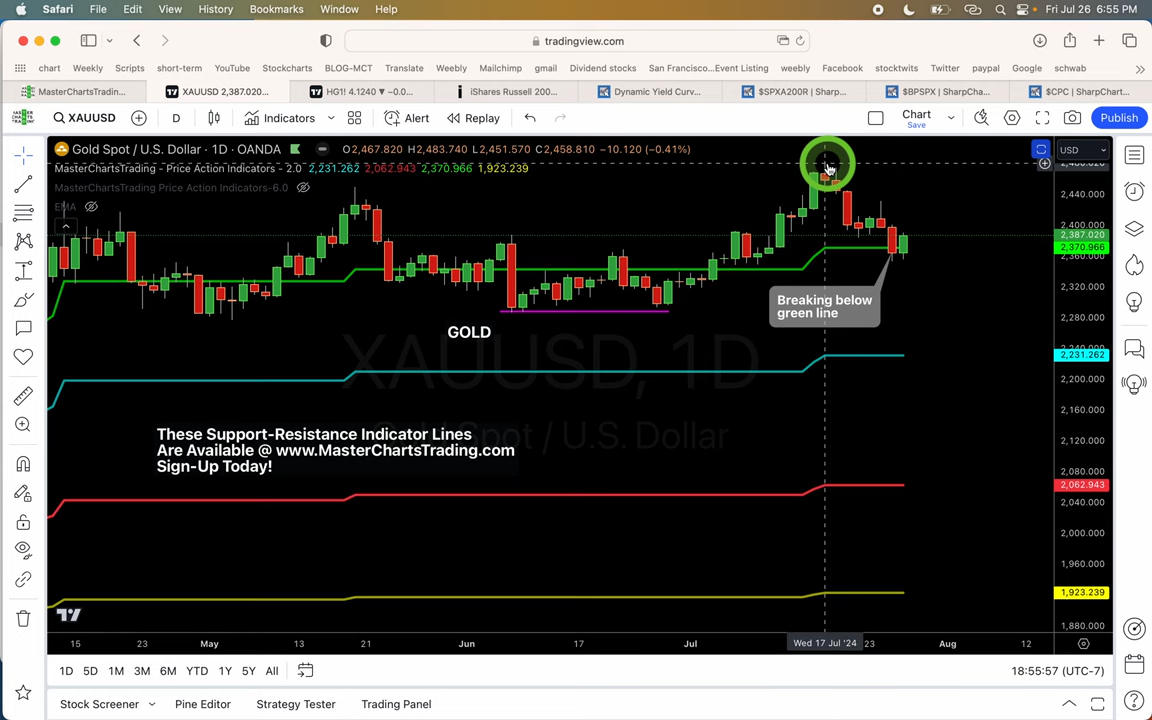 Safari File Edit View History Bookmarks Window Help Fri Jul 26 6:55 PM
tradingview.com
chart Weekly Scripts short-term YouTube Stockcharts BLOG-MCT Translate Weebly Mailchimp gmail Dividend stocks San Francisco...Event Listing weebly Facebook stocktwits Twitter paypal Google schwab
MasterChartsTradin... XAUUSD 2,387.020... HG1! 4.1240 ▼ −0.0... iShares Russell 200... Dynamic Yield Curv... $SPXA200R | Sharp... $BPSPX | SharpCha... $CPC | SharpChart...
XAUUSD D Indicators Alert Replay Chart Save Publish
Gold Spot / U.S. Dollar · 1D · OANDA O2,467.820 H2,483.740 L2,451.570 C2,458.810 −10.120 (−0.41%) USD
MasterChartsTrading - Price Action Indicators - 2.0 2,231.262 2,062.943 2,370.966 1,923.239
MasterChartsTrading Price Action Indicators-6.0
EMA
2,440.000
2,400.000
2,387.020
2,370.966
2,360.000
2,320.000
2,280.000
2,240.000
2,231.262
2,200.000
2,160.000
2,120.000
2,080.000
2,062.943
2,040.000
2,000.000
1,960.000
1,923.239
1,880.000
Breaking below
green line
GOLD
XAUUSD, 1D
Gold Spot / U.S. Dollar
These Support-Resistance Indicator Lines
Are Available @ www.MasterChartsTrading.com
Sign-Up Today!
15 23 May 13 21 Jun 17 Jul Wed 17 Jul '24 23 Aug 12
1D 5D 1M 3M 6M YTD 1Y 5Y All 18:55:57 (UTC-7)
Stock Screener Pine Editor Strategy Tester Trading Panel